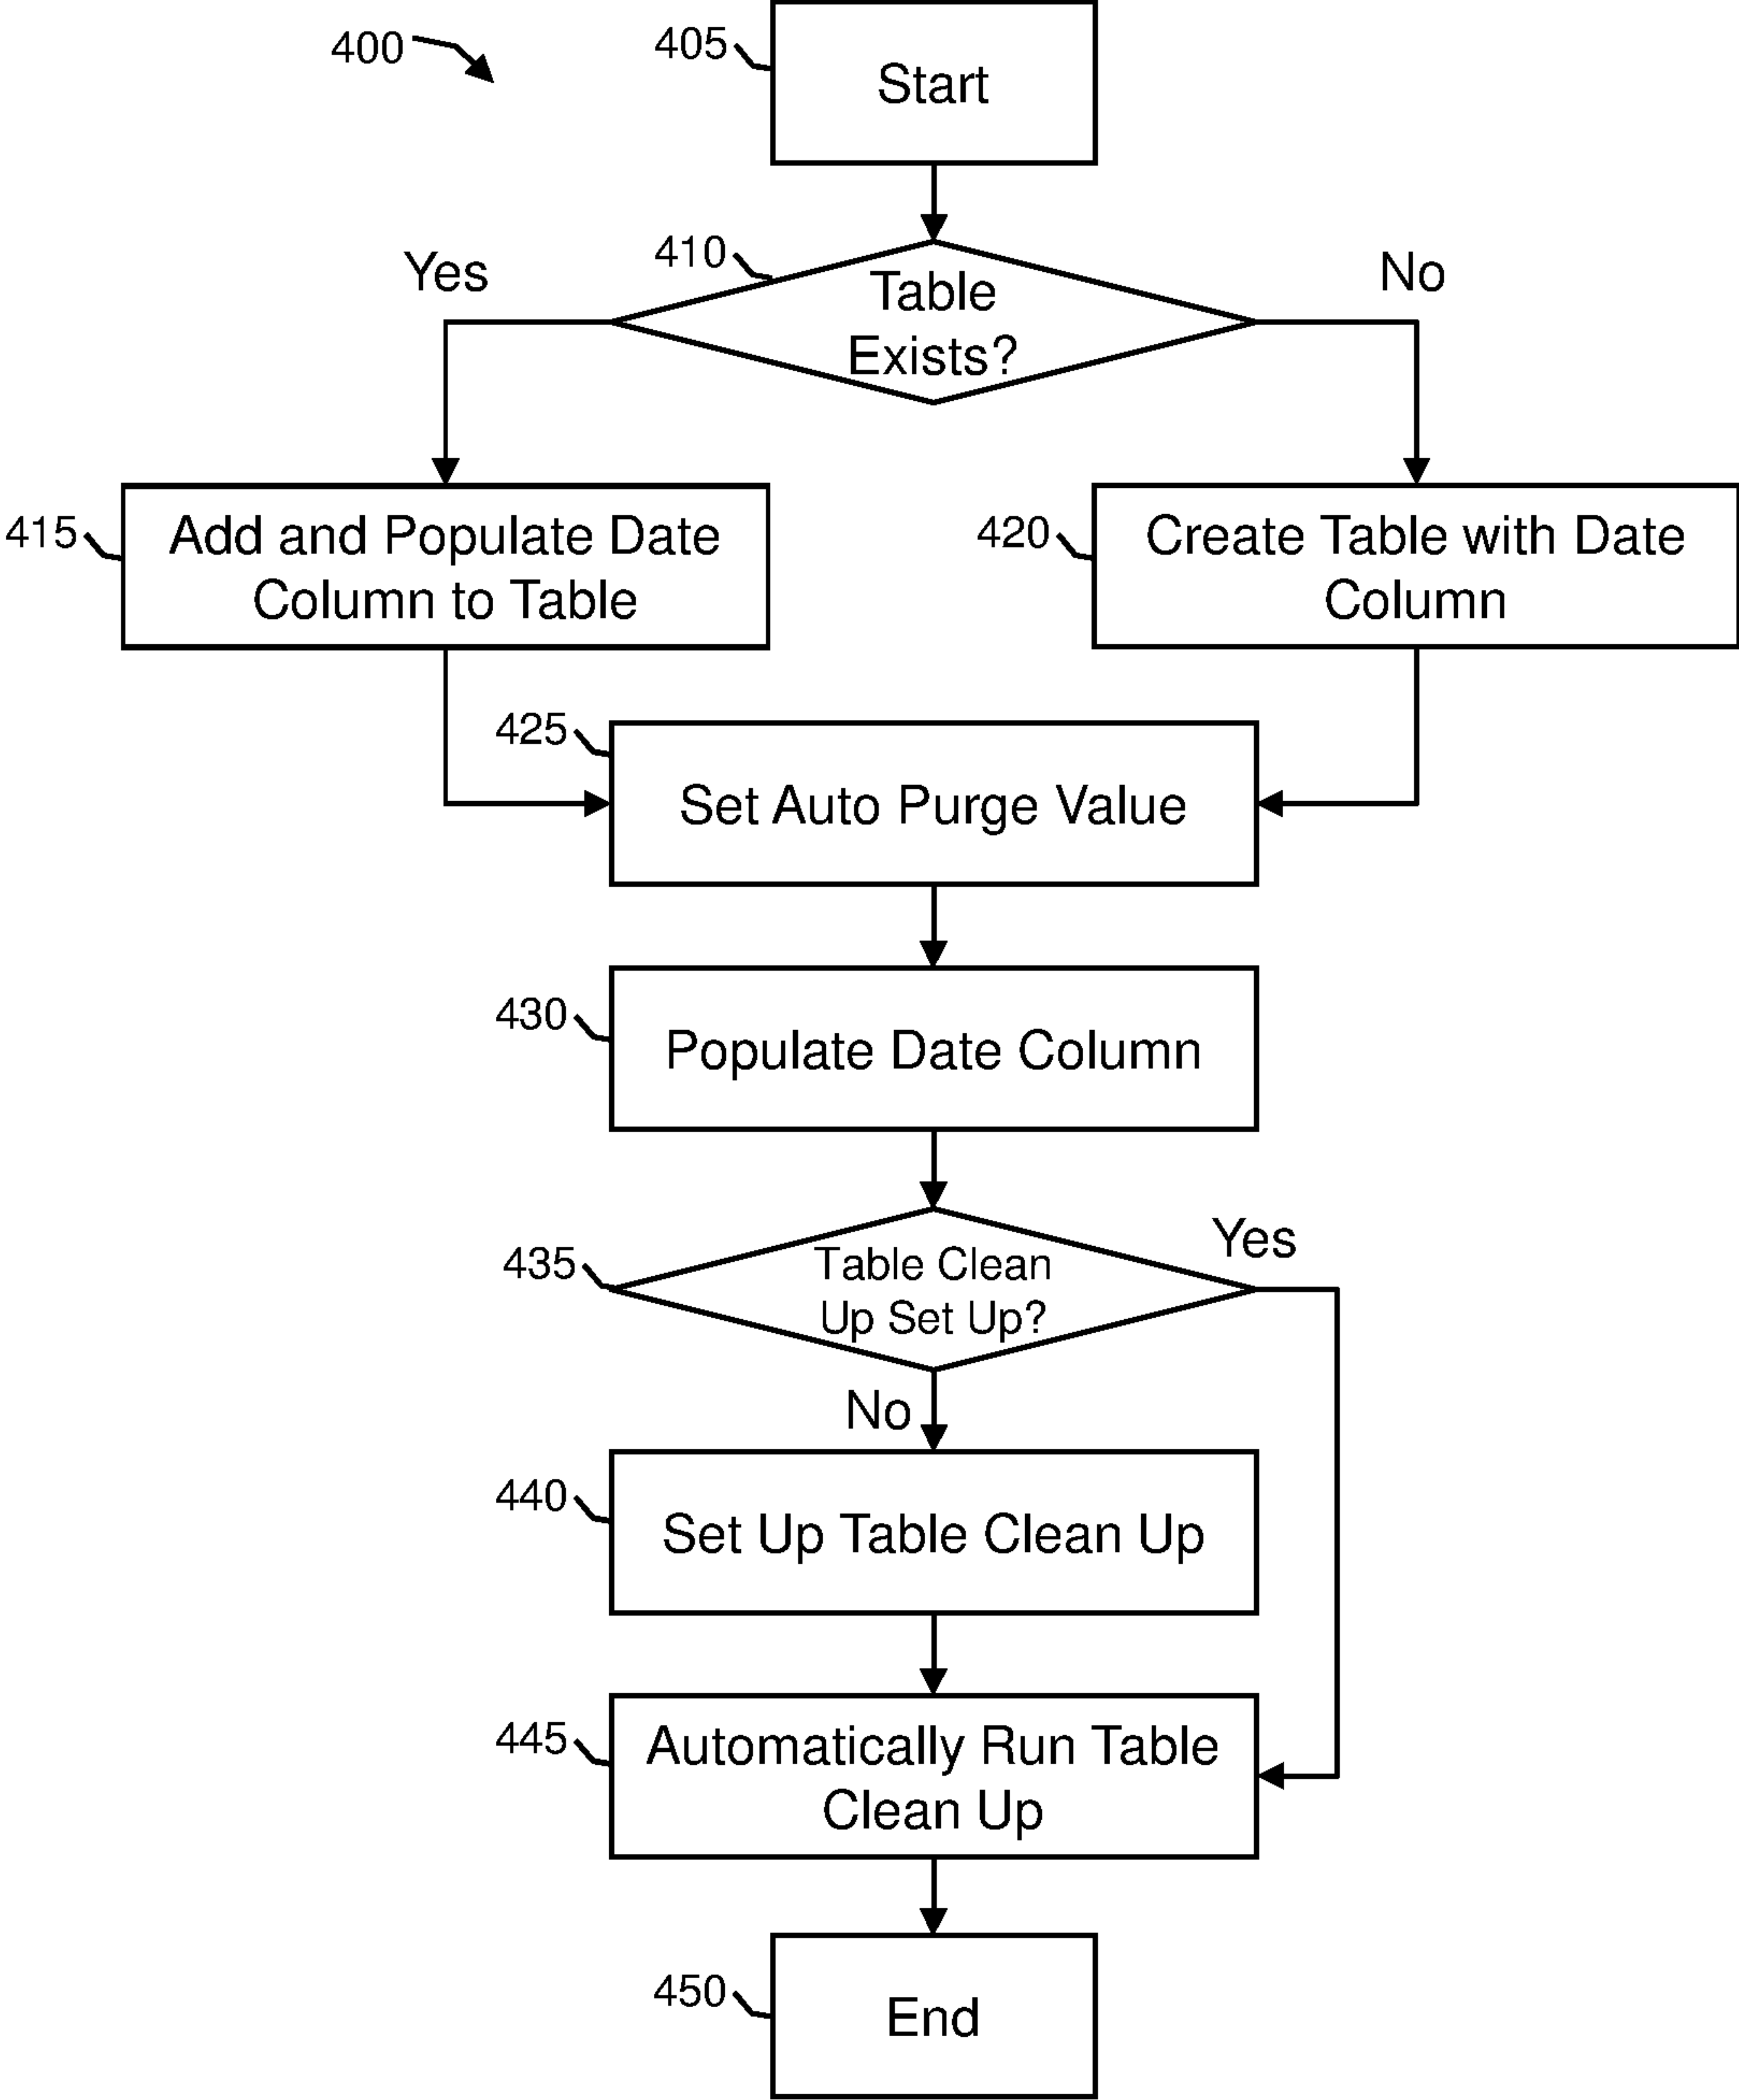 400
405
Start
410
Yes
Table
Exists?
No
415
Add and Populate Date
Column to Table
420
Create Table with Date
Column
425
Set Auto Purge Value
430
Populate Date Column
435
Table Clean
Up Set Up?
Yes
No
440
Set Up Table Clean Up
445
Automatically Run Table
Clean Up
450
End